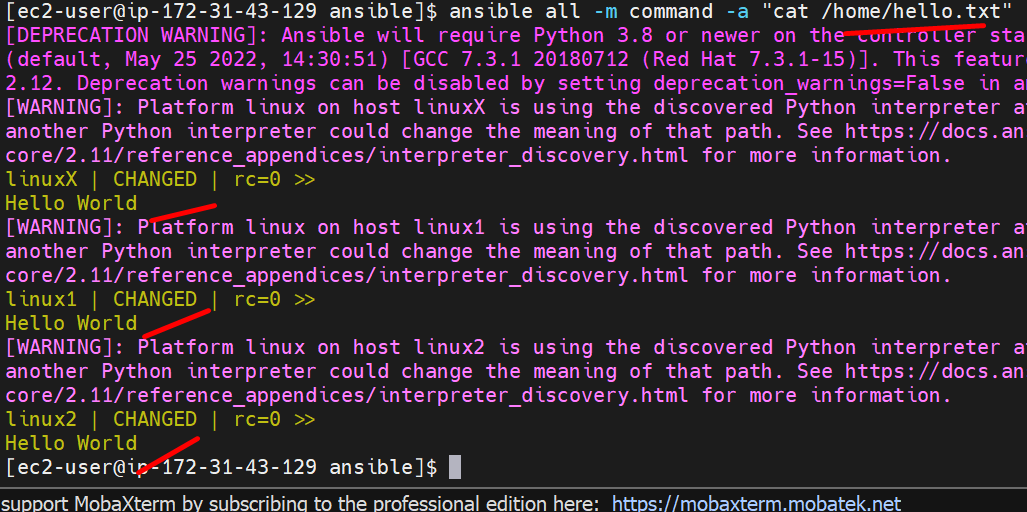 [ec2-user@ip-172-31-43-129 ansible]$ ansible all -m command -a "cat /home/hello.txt"
[DEPRECATION WARNING]: Ansible will require Python 3.8 or newer on the controller sta
(default, May 25 2022, 14:30:51) [GCC 7.3.1 20180712 (Red Hat 7.3.1-15)]. This featur
2.12. Deprecation warnings can be disabled by setting deprecation_warnings=False in an
[WARNING]: Platform linux on host linuxX is using the discovered Python interpreter a
another Python interpreter could change the meaning of that path. See https://docs.an
core/2.11/reference_appendices/interpreter_discovery.html for more information.
linuxX | CHANGED | rc=0 >>
Hello World
[WARNING]: Platform linux on host linux1 is using the discovered Python interpreter a
another Python interpreter could change the meaning of that path. See https://docs.an
core/2.11/reference_appendices/interpreter_discovery.html for more information.
linux1 | CHANGED | rc=0 >>
Hello World
[WARNING]: Platform linux on host linux2 is using the discovered Python interpreter a
another Python interpreter could change the meaning of that path. See https://docs.an
core/2.11/reference_appendices/interpreter_discovery.html for more information.
linux2 | CHANGED | rc=0 >>
Hello World
[ec2-user@ip-172-31-43-129 ansible]$
support MobaXterm by subscribing to the professional edition here: https://mobaxterm.mobatek.net